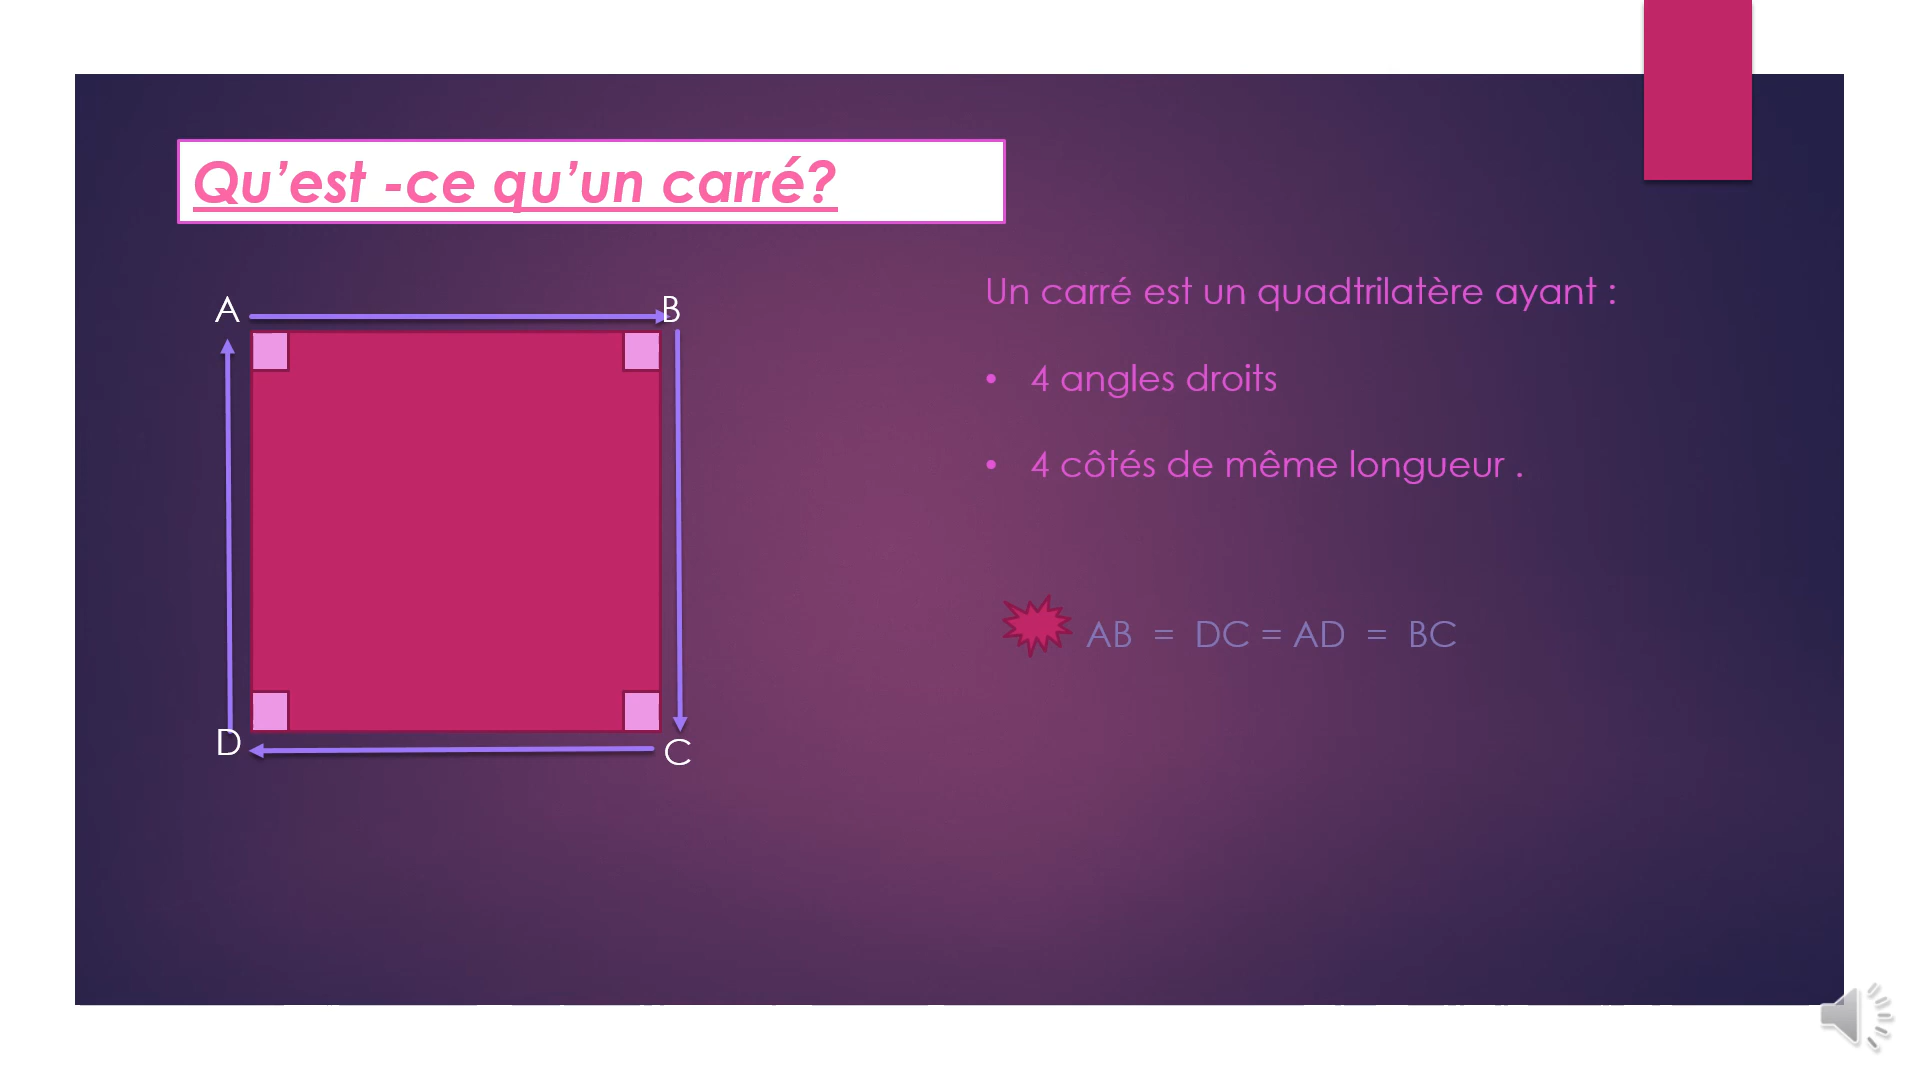 Qu’est -ce qu’un carré?
A
B
D
C
Un carré est un quadtrilatère ayant :
• 4 angles droits
• 4 côtés de même longueur .
AB = DC = AD = BC